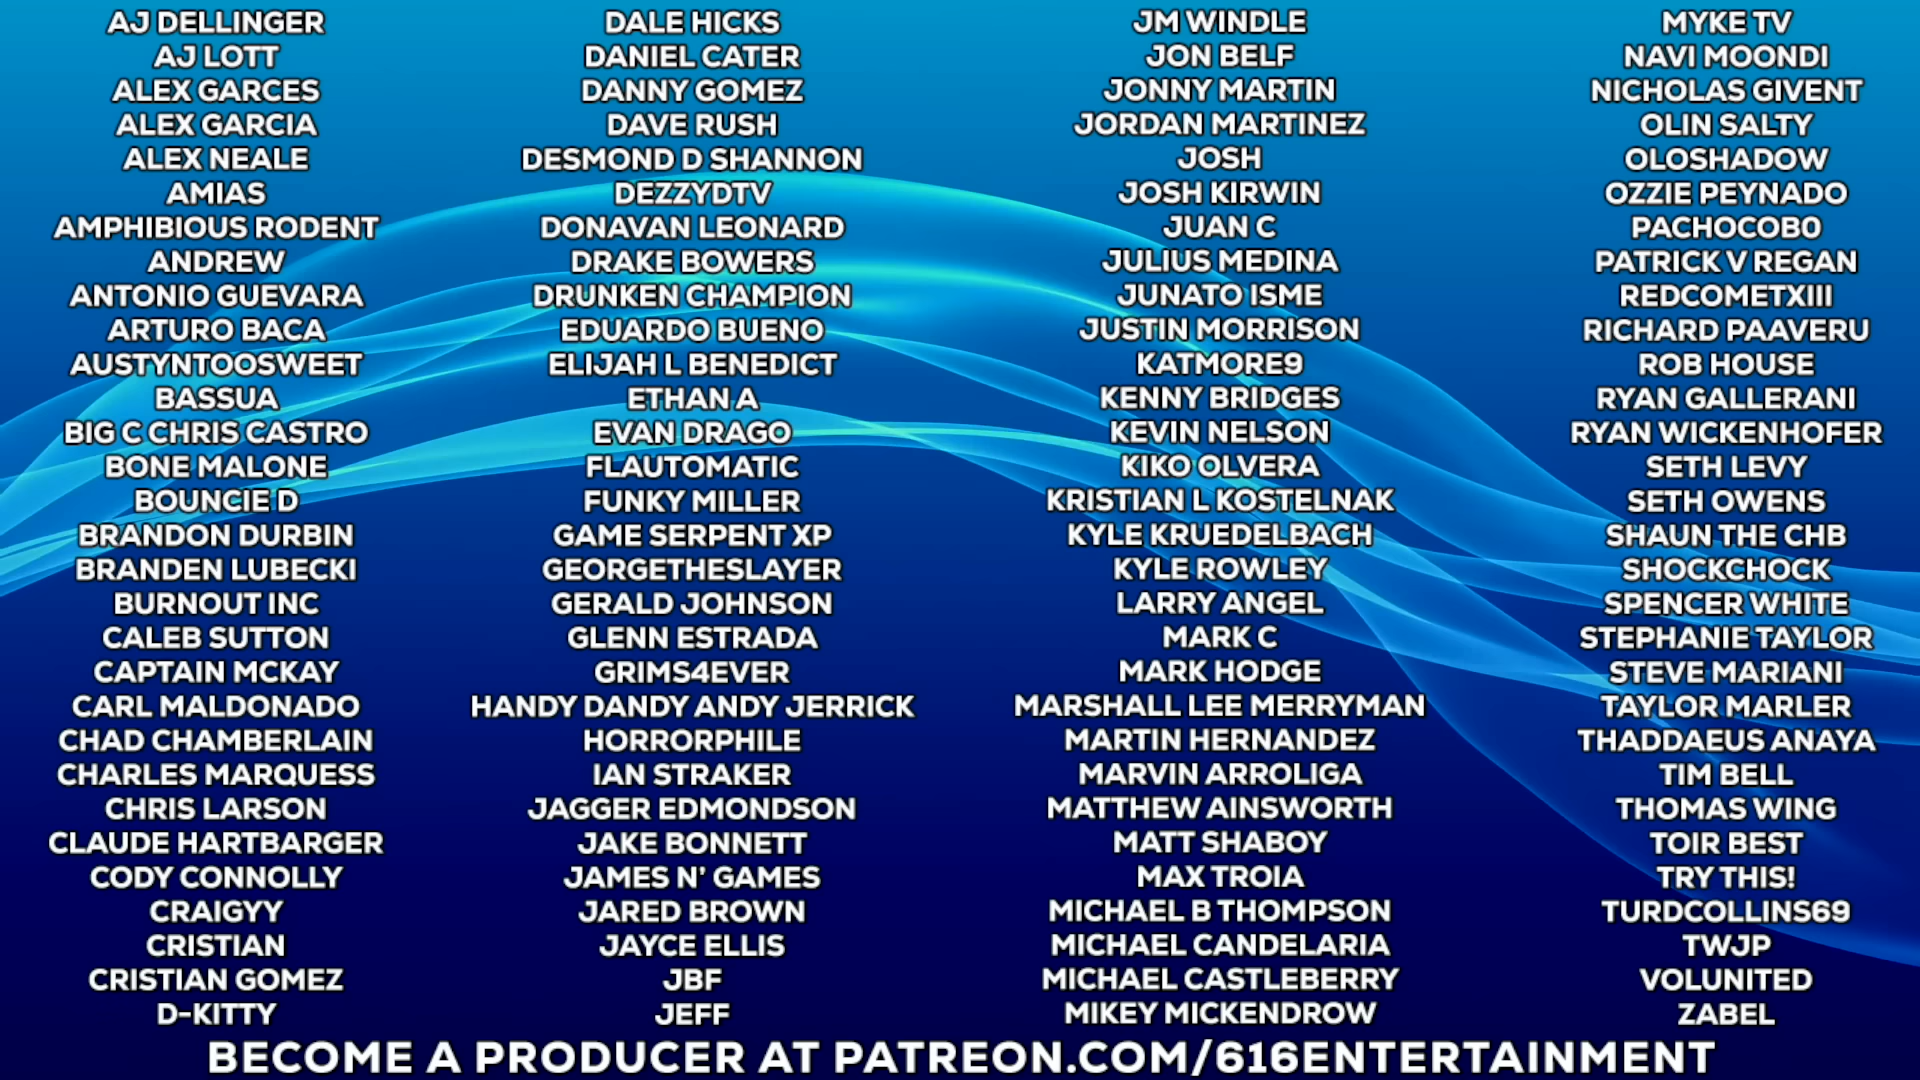 AJ DELLINGER
AJ LOTT
ALEX GARCES
ALEX GARCIA
ALEX NEALE
AMIAS
AMPHIBIOUS RODENT
ANDREW
ANTONIO GUEVARA
ARTURO BACA
AUSTYNTOOSWEET
BASSUA
BIG C CHRIS CASTRO
BONE MALONE
BOUNCIE D
BRANDON DURBIN
BRANDEN LUBECKI
BURNOUT INC
CALEB SUTTON
CAPTAIN MCKAY
CARL MALDONADO
CHAD CHAMBERLAIN
CHARLES MARQUESS
CHRIS LARSON
CLAUDE HARTBARGER
CODY CONNOLLY
CRAIGYY
CRISTIAN
CRISTIAN GOMEZ
D-KITTY
DALE HICKS
DANIEL CATER
DANNY GOMEZ
DAVE RUSH
DESMOND D SHANNON
DEZZYDTV
DONAVAN LEONARD
DRAKE BOWERS
DRUNKEN CHAMPION
EDUARDO BUENO
ELIJAH L BENEDICT
ETHAN A
EVAN DRAGO
FLAUTOMATIC
FUNKY MILLER
GAME SERPENT XP
GEORGETHESLAYER
GERALD JOHNSON
GLENN ESTRADA
GRIMS4EVER
HANDY DANDY ANDY JERRICK
HORRORPHILE
IAN STRAKER
JAGGER EDMONDSON
JAKE BONNETT
JAMES N' GAMES
JARED BROWN
JAYCE ELLIS
JBF
JEFF
JM WINDLE
JON BELF
JONNY MARTIN
JORDAN MARTINEZ
JOSH
JOSH KIRWIN
JUAN C
JULIUS MEDINA
JUNATO ISME
JUSTIN MORRISON
KATMORE9
KENNY BRIDGES
KEVIN NELSON
KIKO OLVERA
KRISTIAN L KOSTELNAK
KYLE KRUEDELBACH
KYLE ROWLEY
LARRY ANGEL
MARK C
MARK HODGE
MARSHALL LEE MERRYMAN
MARTIN HERNANDEZ
MARVIN ARROLIGA
MATTHEW AINSWORTH
MATT SHABOY
MAX TROIA
MICHAEL B THOMPSON
MICHAEL CANDELARIA
MICHAEL CASTLEBERRY
MIKEY MICKENDROW
MYKE TV
NAVI MOONDI
NICHOLAS GIVENT
OLIN SALTY
OLOSHADOW
OZZIE PEYNADO
PACHOCOB0
PATRICK V REGAN
REDCOMETXIII
RICHARD PAAVERU
ROB HOUSE
RYAN GALLERANI
RYAN WICKENHOFER
SETH LEVY
SETH OWENS
SHAUN THE CHB
SHOCKCHOCK
SPENCER WHITE
STEPHANIE TAYLOR
STEVE MARIANI
TAYLOR MARLER
THADDAEUS ANAYA
TIM BELL
THOMAS WING
TOIR BEST
TRY THIS!
TURDCOLLINS69
TWJP
VOLUNITED
ZABEL
BECOME A PRODUCER AT PATREON.COM/616ENTERTAINMENT